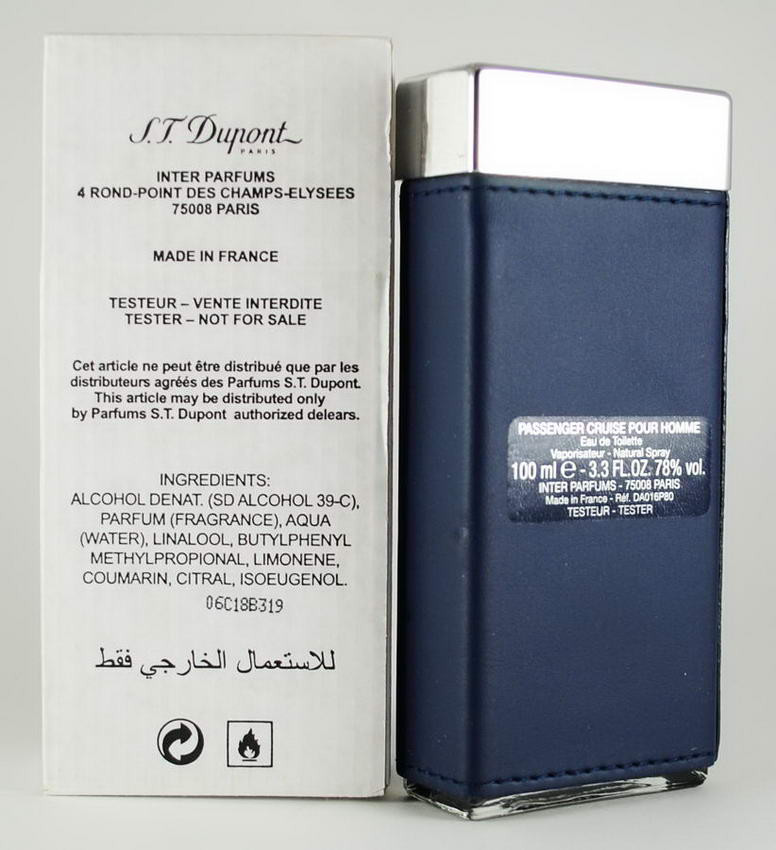 S.T. Dupont
PARIS
INTER PARFUMS
4 ROND-POINT DES CHAMPS-ELYSEES
75008 PARIS
MADE IN FRANCE
TESTEUR – VENTE INTERDITE
TESTER – NOT FOR SALE
Cet article ne peut être distribué que par les
distributeurs agréés des Parfums S.T. Dupont.
This article may be distributed only
by Parfums S.T. Dupont authorized delears.
INGREDIENTS:
ALCOHOL DENAT. (SD ALCOHOL 39-C),
PARFUM (FRAGRANCE), AQUA
(WATER), LINALOOL, BUTYLPHENYL
METHYLPROPIONAL, LIMONENE,
COUMARIN, CITRAL, ISOEUGENOL.
06C18B319
للاستعمال الخارجي فقط
PASSENGER CRUISE POUR HOMME
Eau de Toilette
Vaporisateur - Natural Spray
100 ml ℮ - 3.3 FL.OZ. 78% vol.
INTER PARFUMS - 75008 PARIS
Made in France - Réf. DA016P80
TESTEUR - TESTER